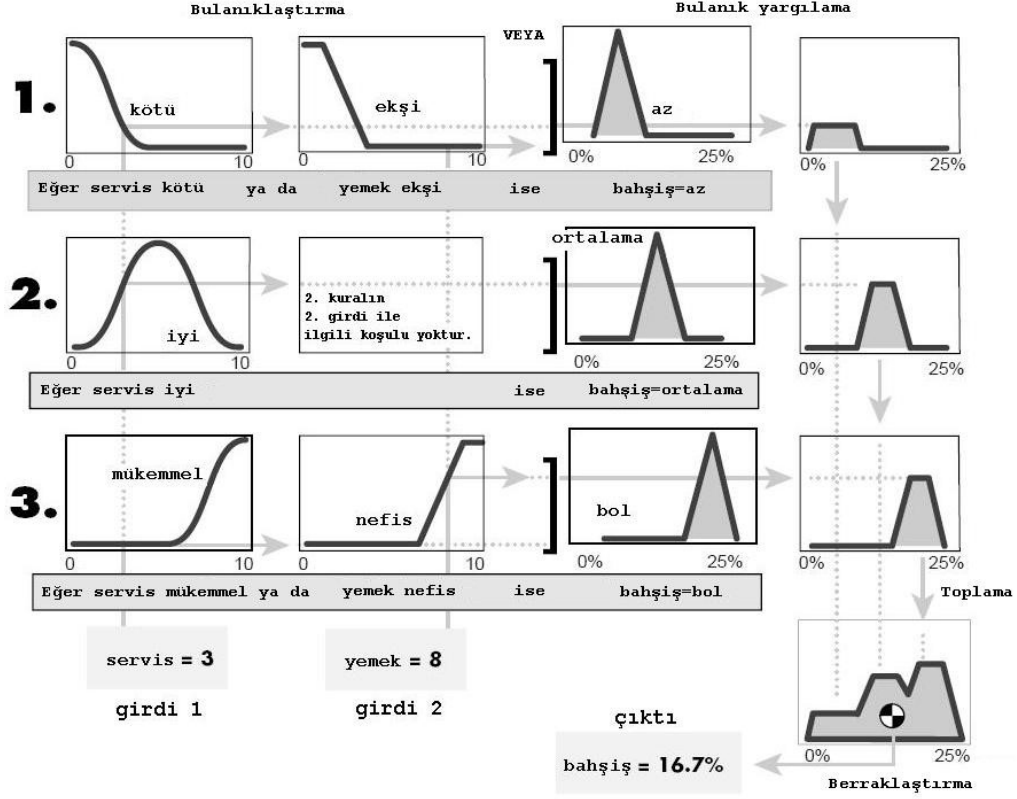 Bulanıklaştırma
Bulanık yargılama
1.
kötü
0 10
ekşi
0 10
VEYA
az
0% 25%
0% 25%
Eğer servis kötü ya da yemek ekşi ise bahşiş=az
2.
iyi
0 10
2. kuralın
2. girdi ile
ilgili koşulu yoktur.
ortalama
0% 25%
0% 25%
Eğer servis iyi ise bahşiş=ortalama
3.
mükemmel
0 10
nefis
0 10
bol
0% 25%
0% 25%
Eğer servis mükemmel ya da yemek nefis ise bahşiş=bol
Toplama
servis = 3
yemek = 8
girdi 1
girdi 2
çıktı
bahşiş = 16.7%
0% 25%
Berraklaştırma